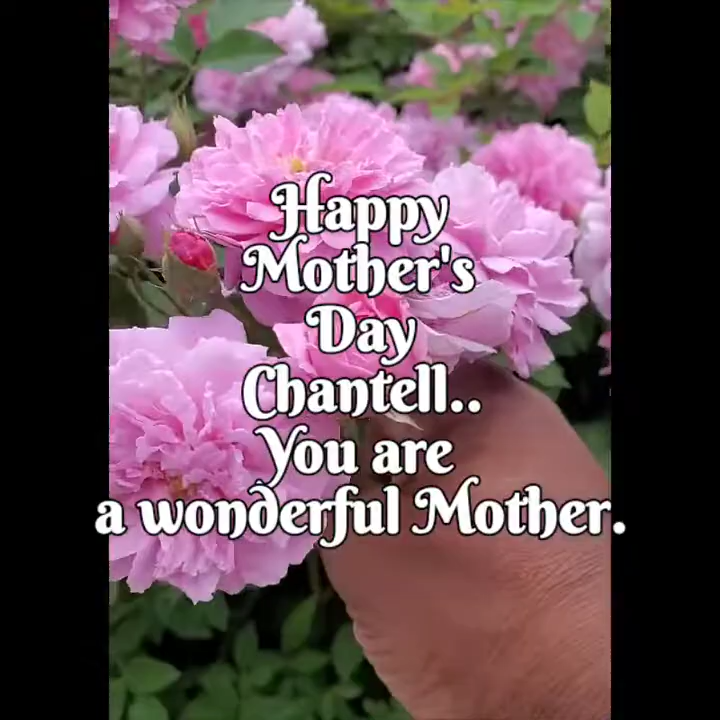 Happy
Mother's
Day
Chantell..
You are
a wonderful Mother.